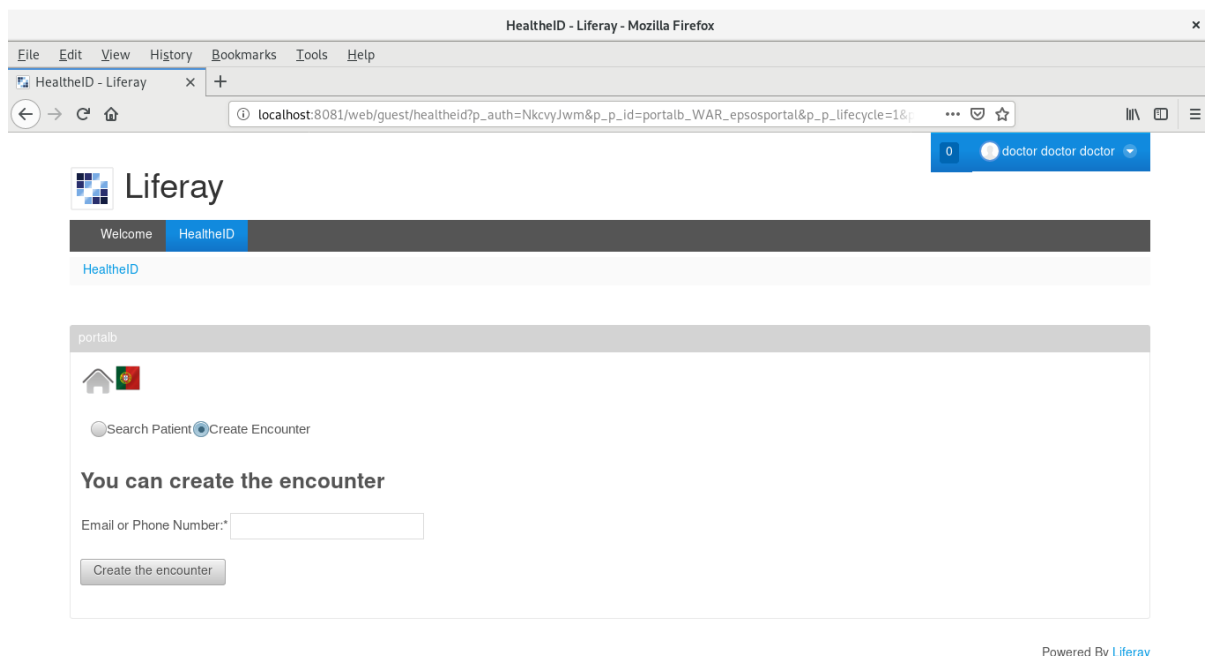 HealtheID - Liferay - Mozilla Firefox ×
File Edit View History Bookmarks Tools Help
HealtheID - Liferay × +
localhost:8081/web/guest/healtheid?p_auth=NkcvyJwm&p_p_id=portalb_WAR_epsosportal&p_p_lifecycle=1&
0 doctor doctor doctor
Liferay
Welcome HealtheID
HealtheID
portalb
Search Patient Create Encounter
You can create the encounter
Email or Phone Number:*
Create the encounter
Powered By Liferay